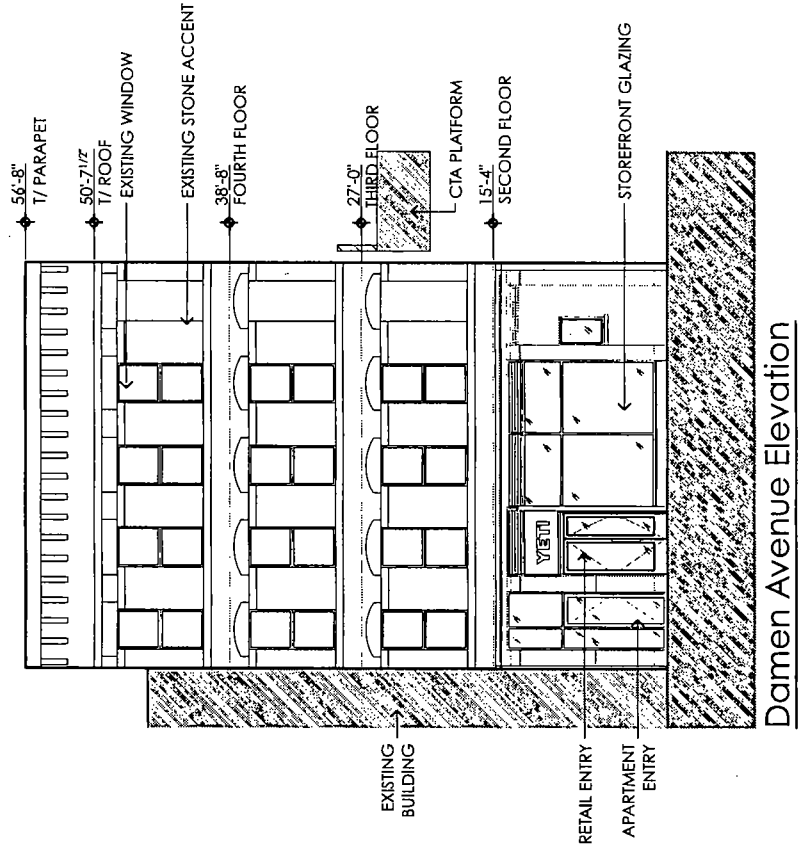 56'-8"
T/ PARAPET
50'-7 1/2"
T/ ROOF
EXISTING WINDOW
EXISTING STONE ACCENT
38'-8"
FOURTH FLOOR
27'-0"
THIRD FLOOR
CTA PLATFORM
15'-4"
SECOND FLOOR
STOREFRONT GLAZING
YETI
EXISTING
BUILDING
RETAIL ENTRY
APARTMENT
ENTRY
Damen Avenue Elevation